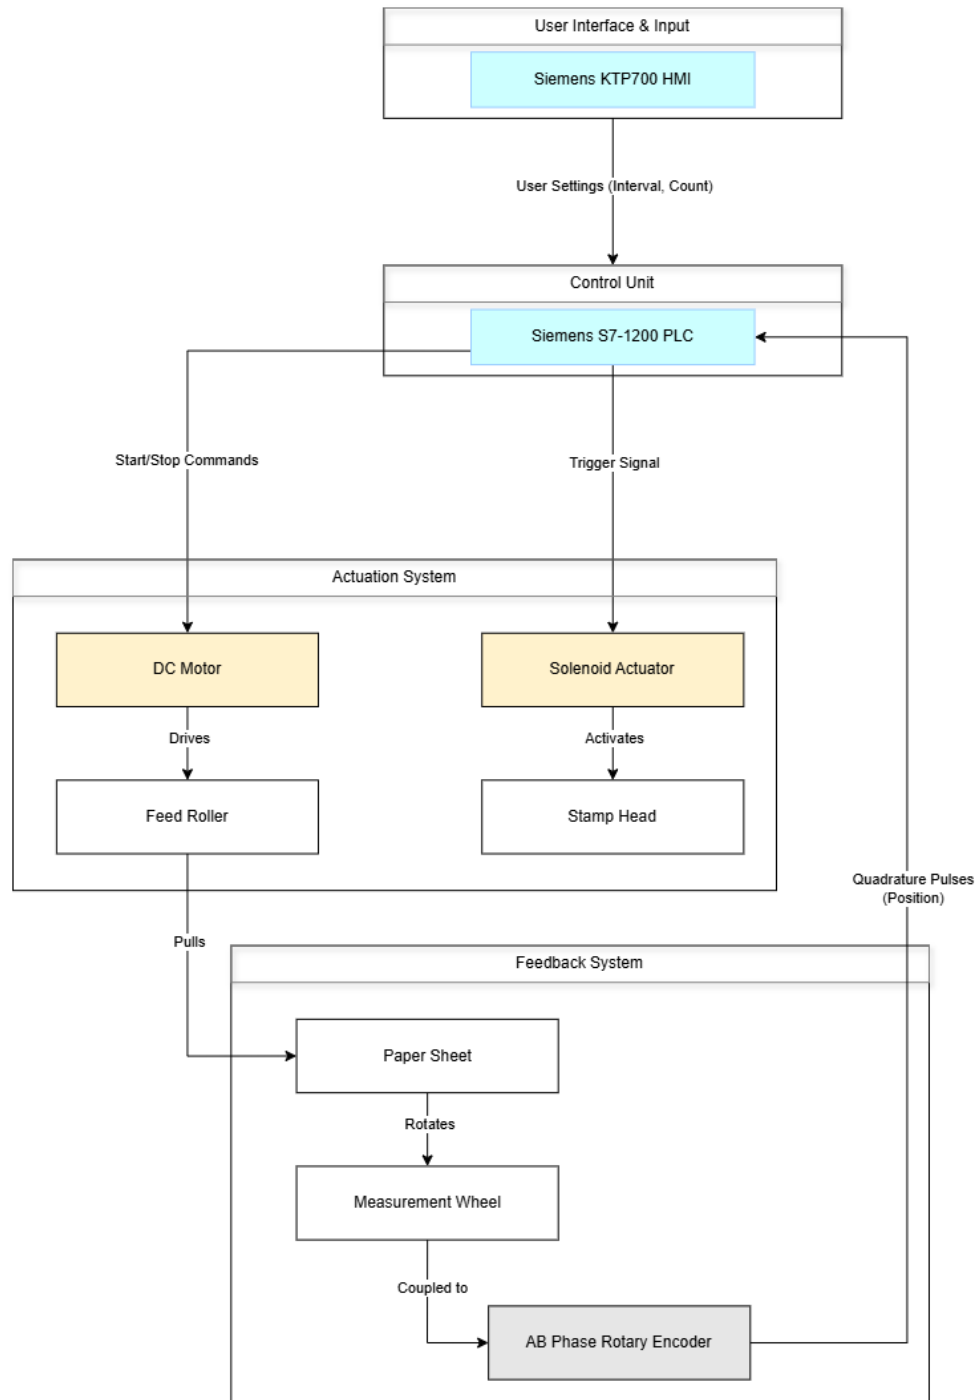 User Interface & Input
Siemens KTP700 HMI
User Settings (Interval, Count)
Control Unit
Siemens S7-1200 PLC
Start/Stop Commands
Trigger Signal
Actuation System
DC Motor
Solenoid Actuator
Drives
Activates
Feed Roller
Stamp Head
Quadrature Pulses
(Position)
Pulls
Feedback System
Paper Sheet
Rotates
Measurement Wheel
Coupled to
AB Phase Rotary Encoder